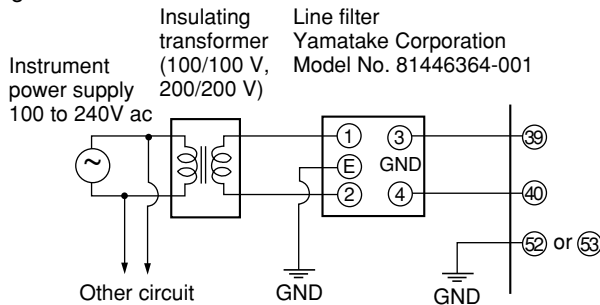 Insulating
transformer
(100/100 V,
200/200 V)
Line filter
Yamatake Corporation
Model No. 81446364-001
Instrument
power supply
100 to 240V ac
~
1
3
39
E
GND
2
4
40
52 or 53
Other circuit
GND
GND